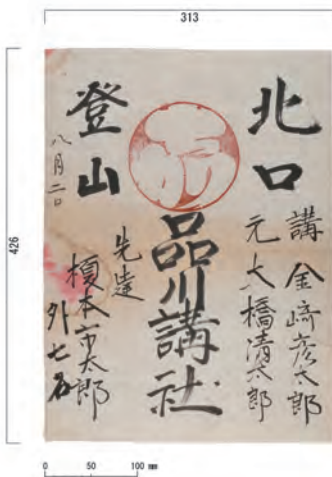 313
426
北口
登山
八月二日
講元
金崎彦太郎
大橋清太郎
品川講社
先達
榎本市太郎
外七名
0 50 100 mm